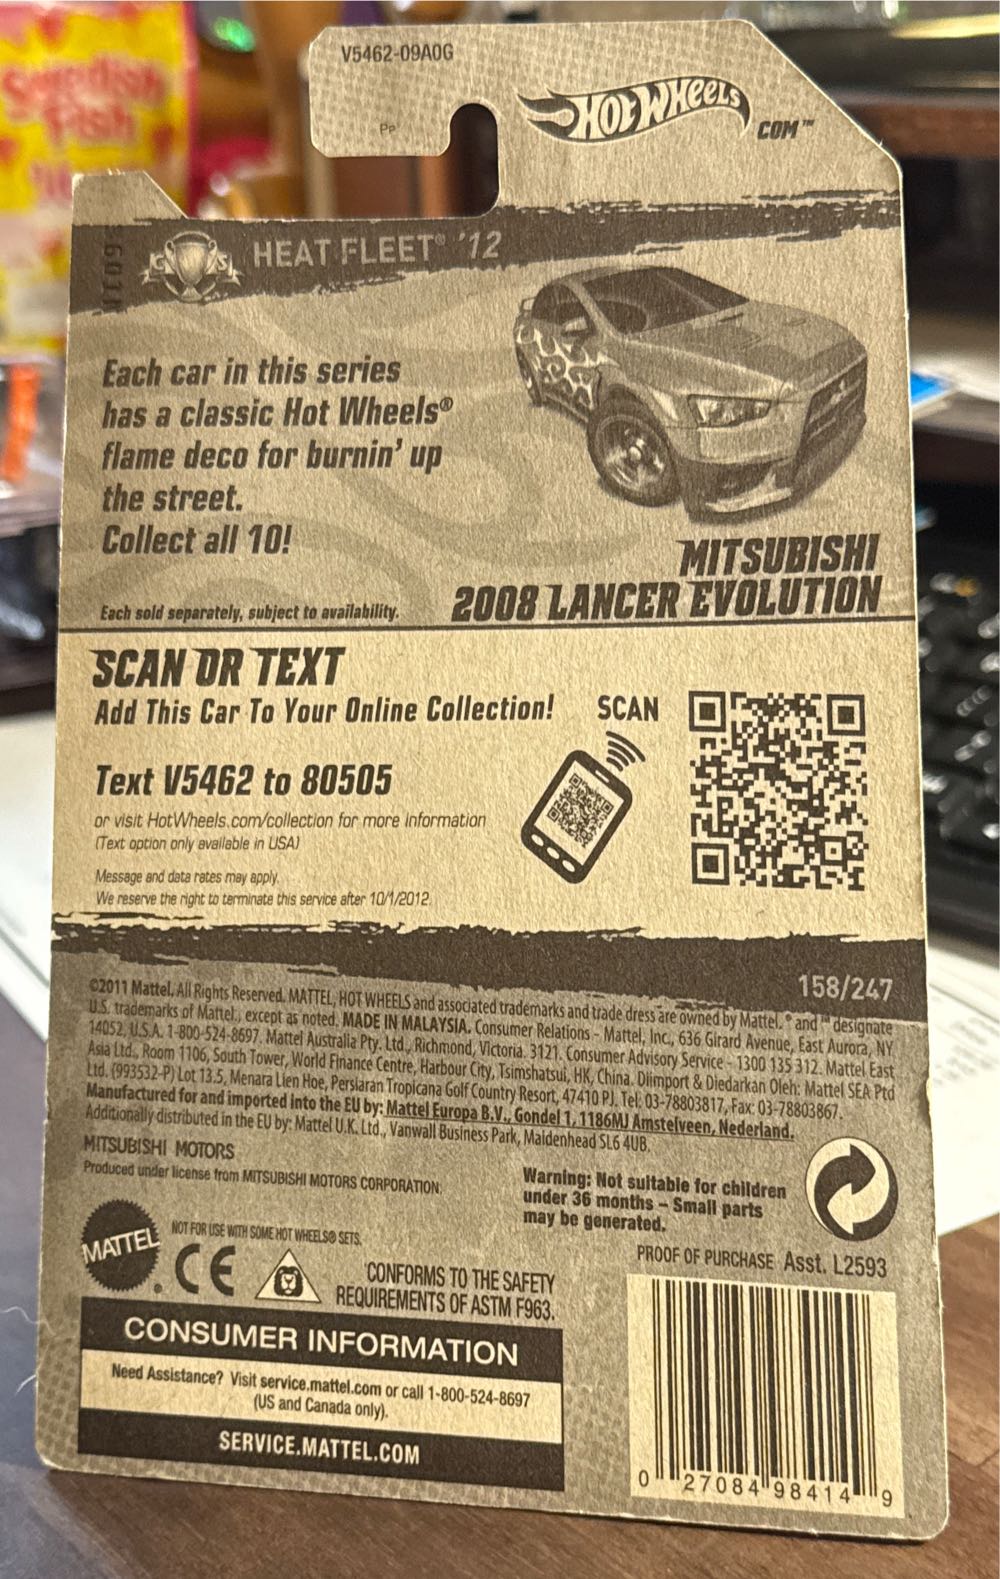 V5462-09A0G
Pp
HOT WHEELS
.COM™
HEAT FLEET® '12
Each car in this series
has a classic Hot Wheels®
flame deco for burnin' up
the street.
Collect all 10!
Each sold separately, subject to availability.
MITSUBISHI
2008 LANCER EVOLUTION
SCAN OR TEXT
Add This Car To Your Online Collection!
SCAN
Text V5462 to 80505
or visit HotWheels.com/collection for more information
(Text option only available in USA)
Message and data rates may apply.
We reserve the right to terminate this service after 10/1/2012.
158/247
©2011 Mattel. All Rights Reserved. MATTEL, HOT WHEELS and associated trademarks and trade dress are owned by Mattel. ® and ™ designate
U.S. trademarks of Mattel, except as noted. MADE IN MALAYSIA. Consumer Relations – Mattel, Inc., 636 Girard Avenue, East Aurora, NY
14052, U.S.A. 1-800-524-8697. Mattel Australia Pty. Ltd., Richmond, Victoria. 3121. Consumer Advisory Service – 1300 135 312. Mattel East
Asia Ltd., Room 1106, South Tower, World Finance Centre, Harbour City, Tsimshatsui, HK, China. Diimport & Diedarkan Oleh: Mattel SEA Ptd
Ltd. (993532-P) Lot 13.5, Menara Lien Hoe, Persiaran Tropicana Golf Country Resort, 47410 PJ. Tel: 03-78803817, Fax: 03-78803867.
Manufactured for and imported into the EU by: Mattel Europa B.V., Gondel 1, 1186MJ Amstelveen, Nederland.
Additionally distributed in the EU by: Mattel U.K. Ltd., Vanwall Business Park, Maidenhead SL6 4UB.
MITSUBISHI MOTORS
Produced under license from MITSUBISHI MOTORS CORPORATION
Warning: Not suitable for children
under 36 months – Small parts
may be generated.
PROOF OF PURCHASE Asst. L2593
MATTEL
NOT FOR USE WITH SOME HOT WHEELS® SETS.
CE
CONFORMS TO THE SAFETY
REQUIREMENTS OF ASTM F963.
CONSUMER INFORMATION
Need Assistance? Visit service.mattel.com or call 1-800-524-8697
(US and Canada only).
SERVICE.MATTEL.COM
0 27084 98414 9
Swedish
Fish